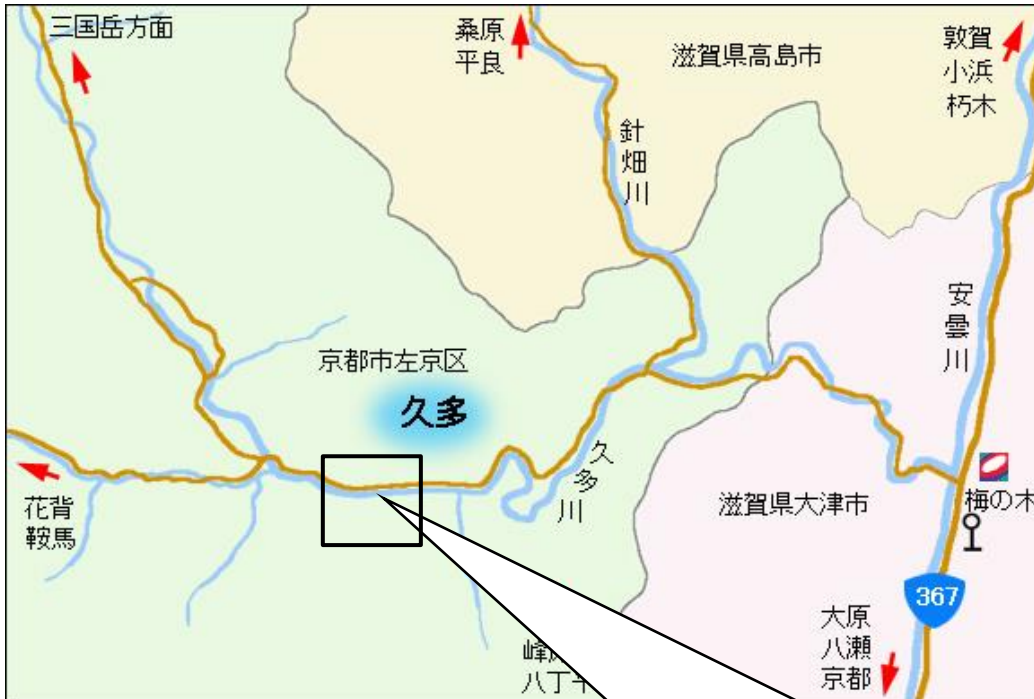 三国岳方面
桑原
平良
滋賀県高島市
敦賀
小浜
朽木
針畑川
安曇川
京都市左京区
久多
久多川
花背
鞍馬
滋賀県大津市
梅の木
367
大原
八瀬
京都
八丁